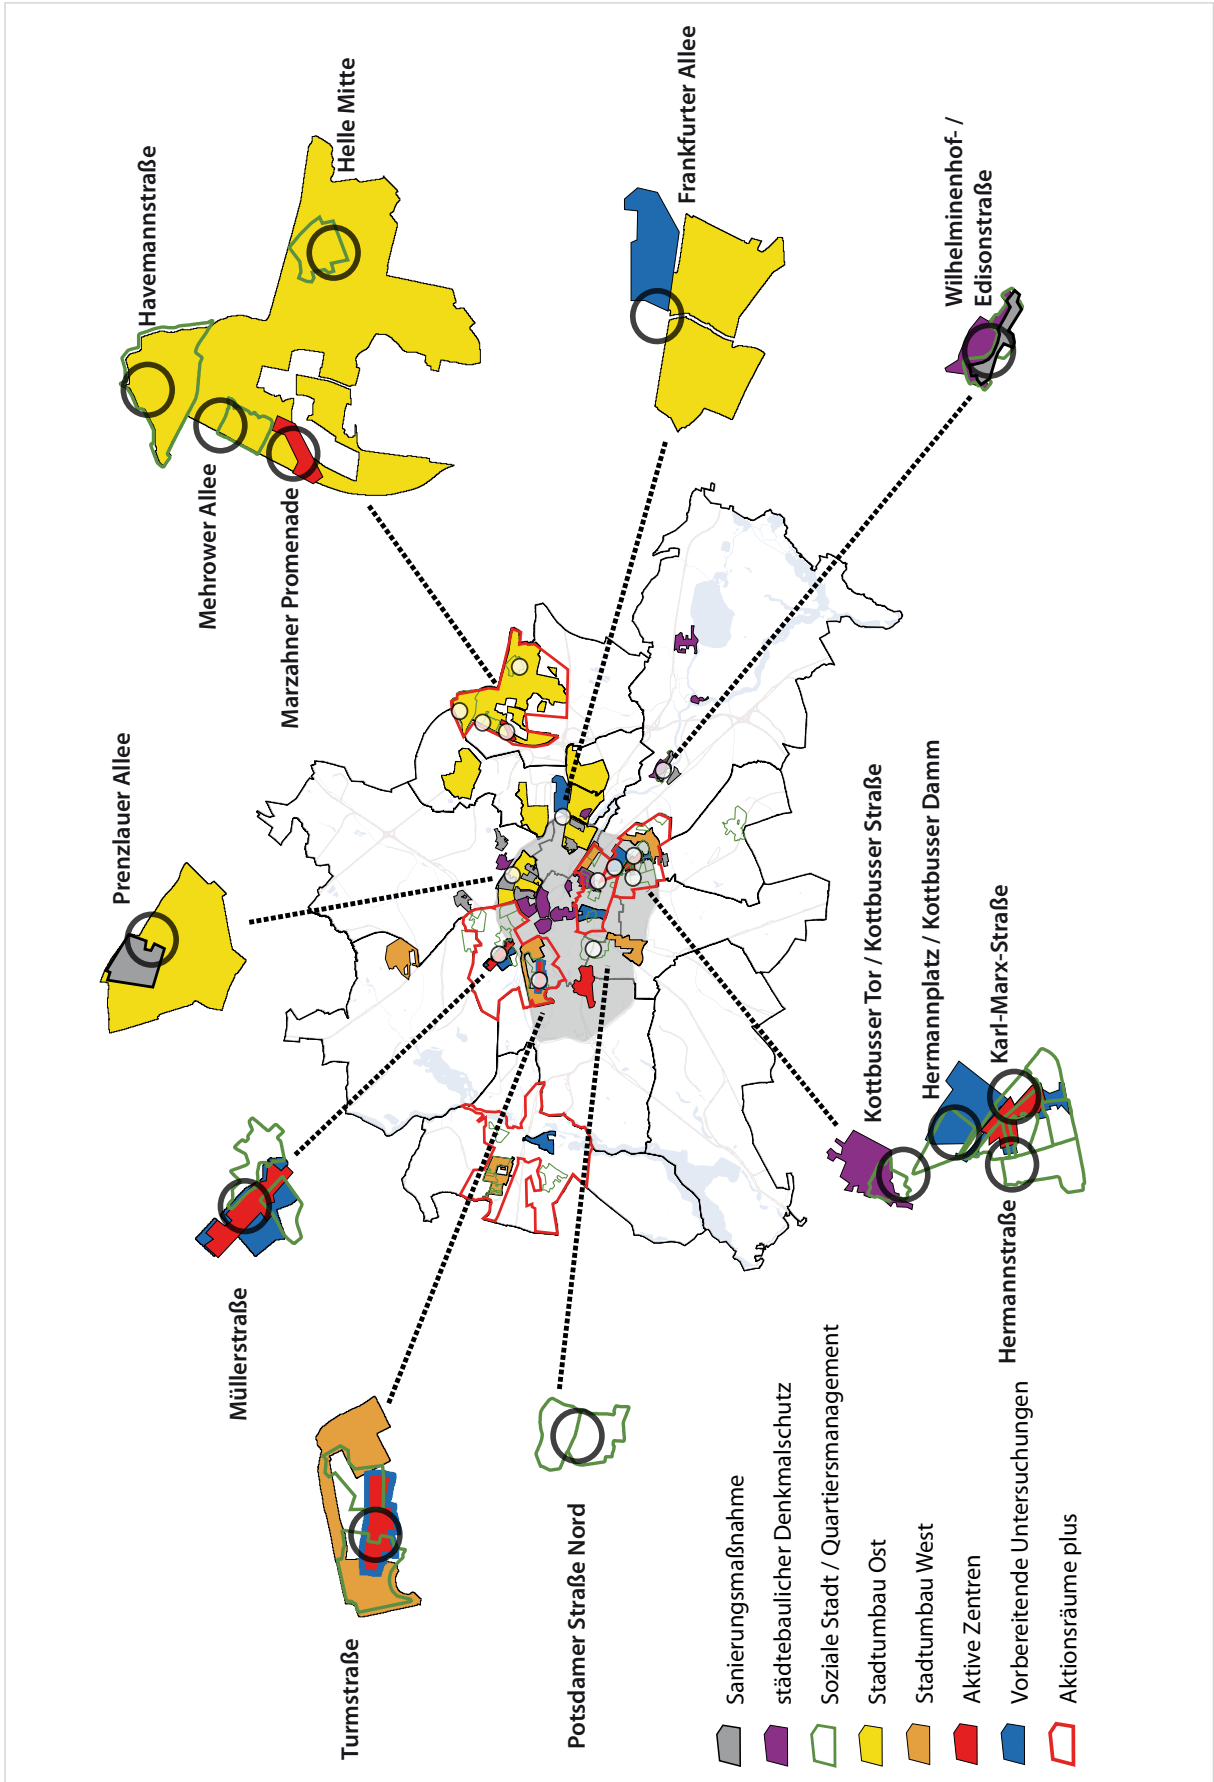 Turmstraße
Müllerstraße
Prenzlauer Allee
Mehrower Allee
Marzahner Promenade
Havemannstraße
Helle Mitte
Frankfurter Allee
Wilhelminenhof- /
Edisonstraße
Potsdamer Straße Nord
Kottbusser Tor / Kottbusser Straße
Hermannplatz / Kottbusser Damm
Karl-Marx-Straße
Hermannstraße
Sanierungsmaßnahme
städtebaulicher Denkmalschutz
Soziale Stadt / Quartiersmanagement
Stadtumbau Ost
Stadtumbau West
Aktive Zentren
Vorbereitende Untersuchungen
Aktionsräume plus